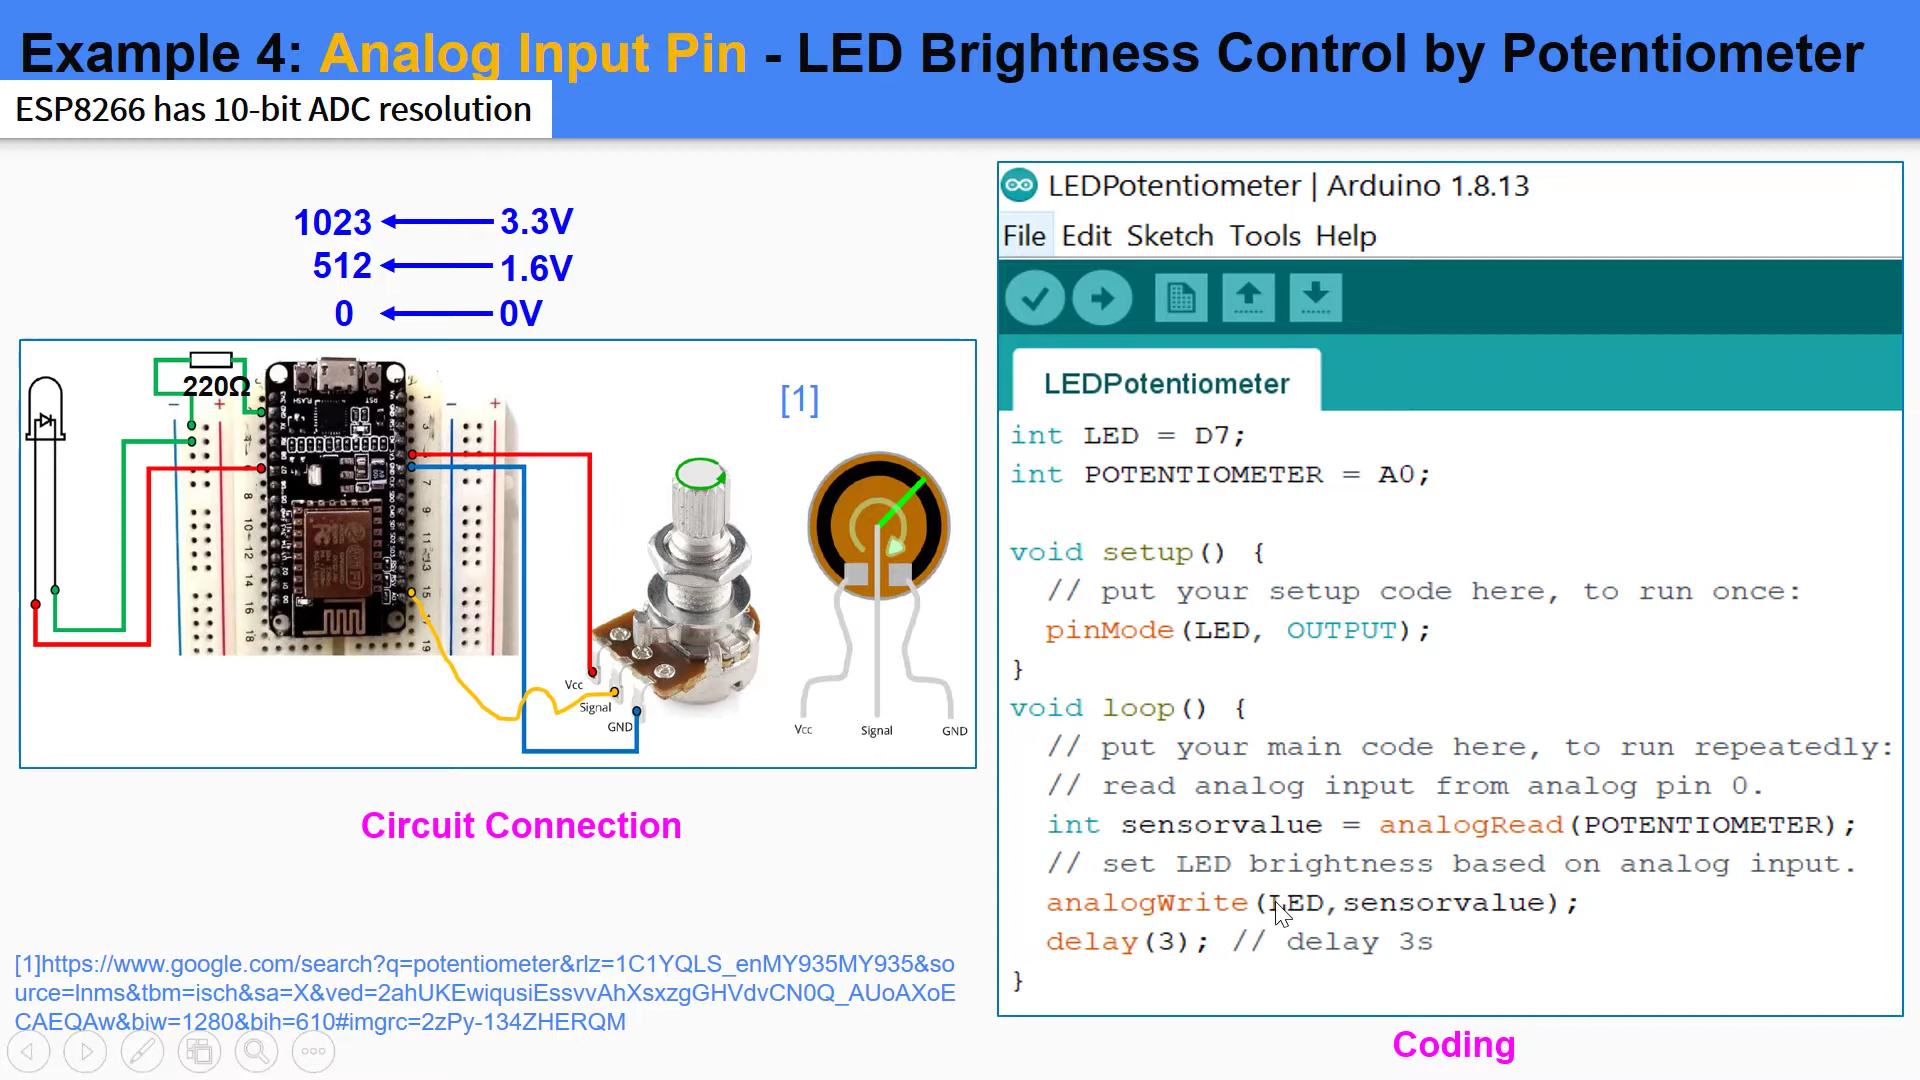 Example 4: Analog Input Pin - LED Brightness Control by Potentiometer
ESP8266 has 10-bit ADC resolution
1023 3.3V
512 1.6V
0 0V
220Ω
[1]
Vcc
Signal
GND
Vcc
Signal
GND
Circuit Connection
[1]https://www.google.com/search?q=potentiometer&rlz=1C1YQLS_enMY935MY935&so
urce=lnms&tbm=isch&sa=X&ved=2ahUKEwiqusiEssvvAhXsxzgGHVdvCN0Q_AUoAXoE
CAEQAw&biw=1280&bih=610#imgrc=2zPy-134ZHERQM
LEDPotentiometer | Arduino 1.8.13
File Edit Sketch Tools Help
LEDPotentiometer
int LED = D7;
int POTENTIOMETER = A0;
void setup() {
// put your setup code here, to run once:
pinMode(LED, OUTPUT);
}
void loop() {
// put your main code here, to run repeatedly:
// read analog input from analog pin 0.
int sensorvalue = analogRead(POTENTIOMETER);
// set LED brightness based on analog input.
analogWrite(LED,sensorvalue);
delay(3); // delay 3s
}
Coding